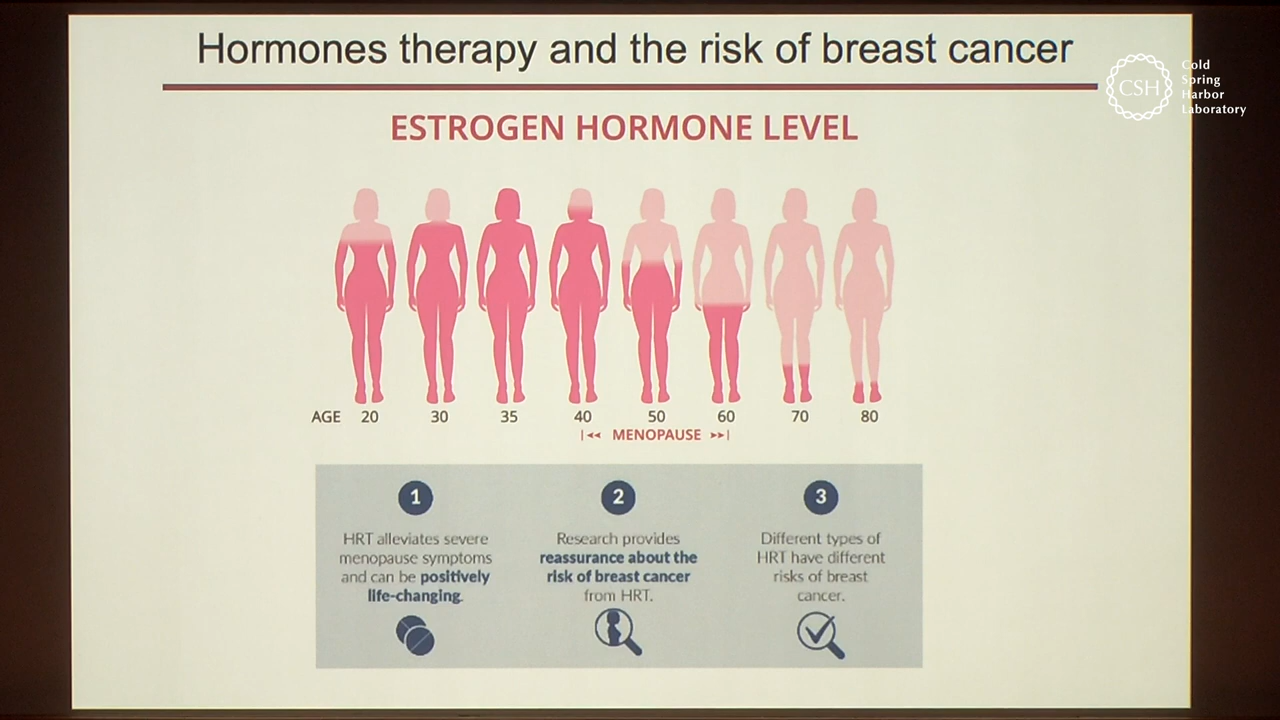 Hormones therapy and the risk of breast cancer
CSH
Cold
Spring
Harbor
Laboratory
ESTROGEN HORMONE LEVEL
AGE 20 30 35 40 50 60 70 80
MENOPAUSE
1
HRT alleviates severe
menopause symptoms
and can be positively
life-changing.
2
Research provides
reassurance about the
risk of breast cancer
from HRT.
3
Different types of
HRT have different
risks of breast
cancer.